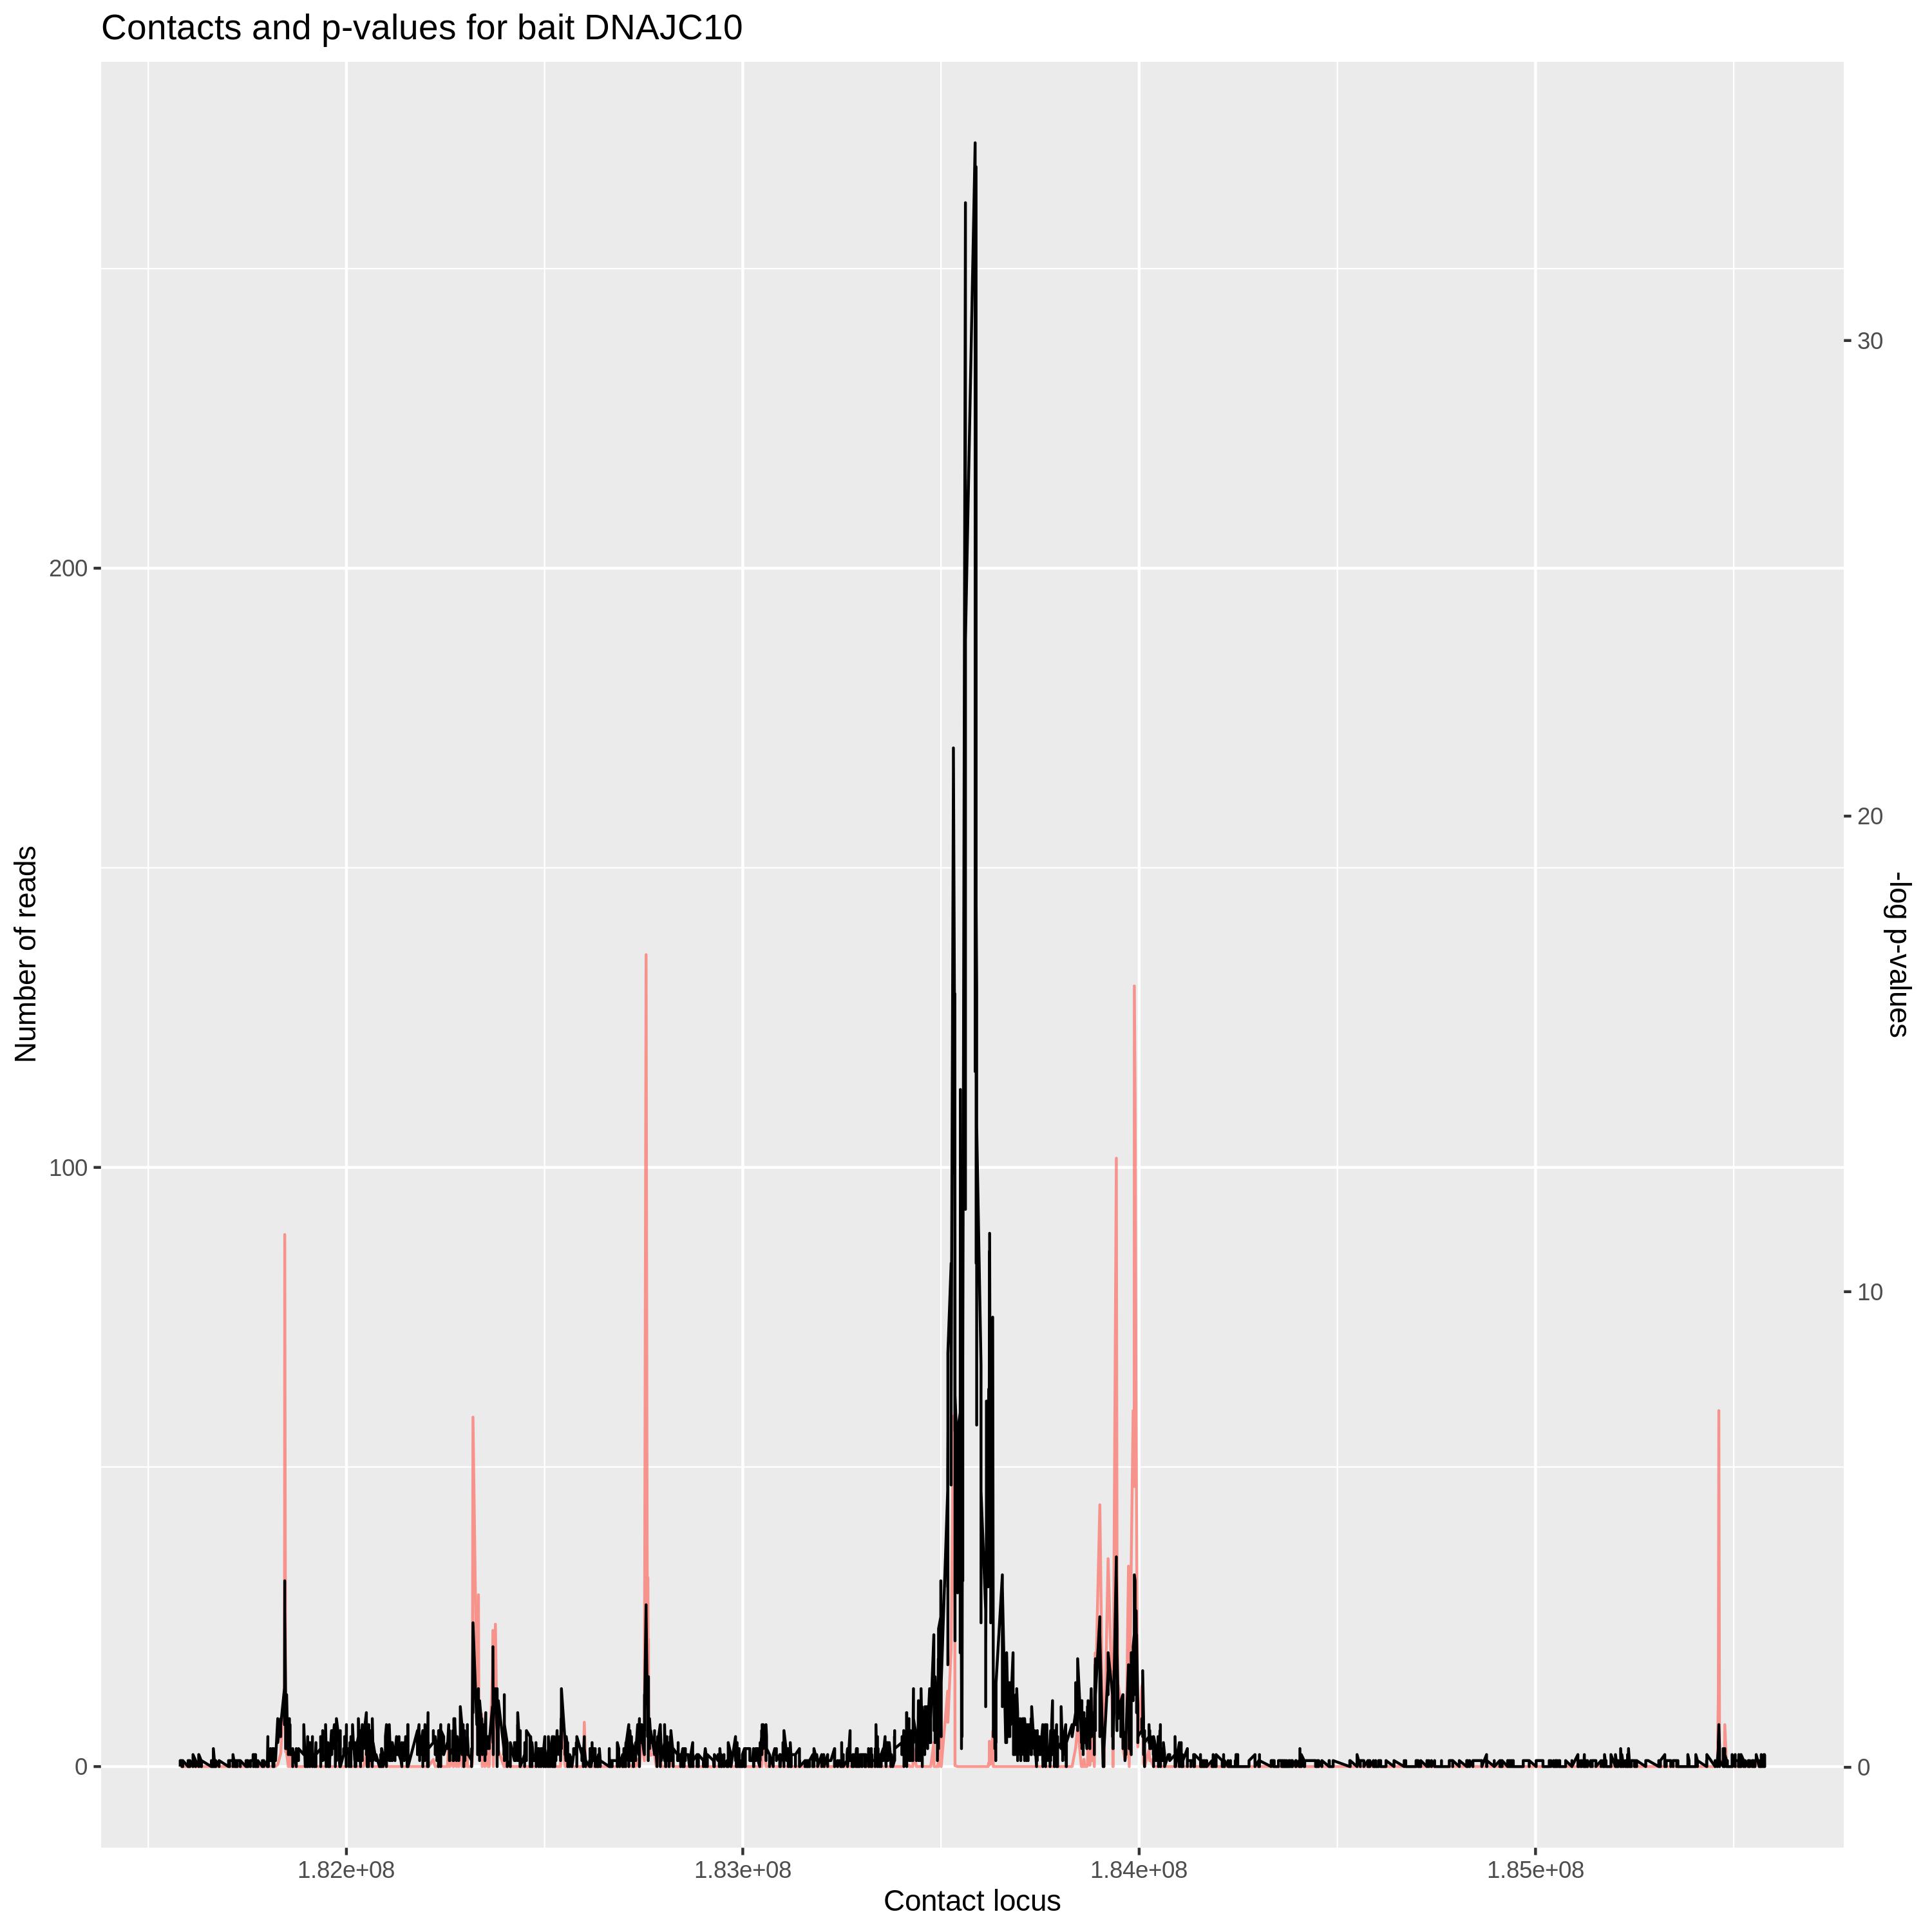 Contacts and p-values for bait DNAJC10
Number of reads
200
100
0
30
20
10
0
-log p-values
1.82e+08 1.83e+08 1.84e+08 1.85e+08
Contact locus